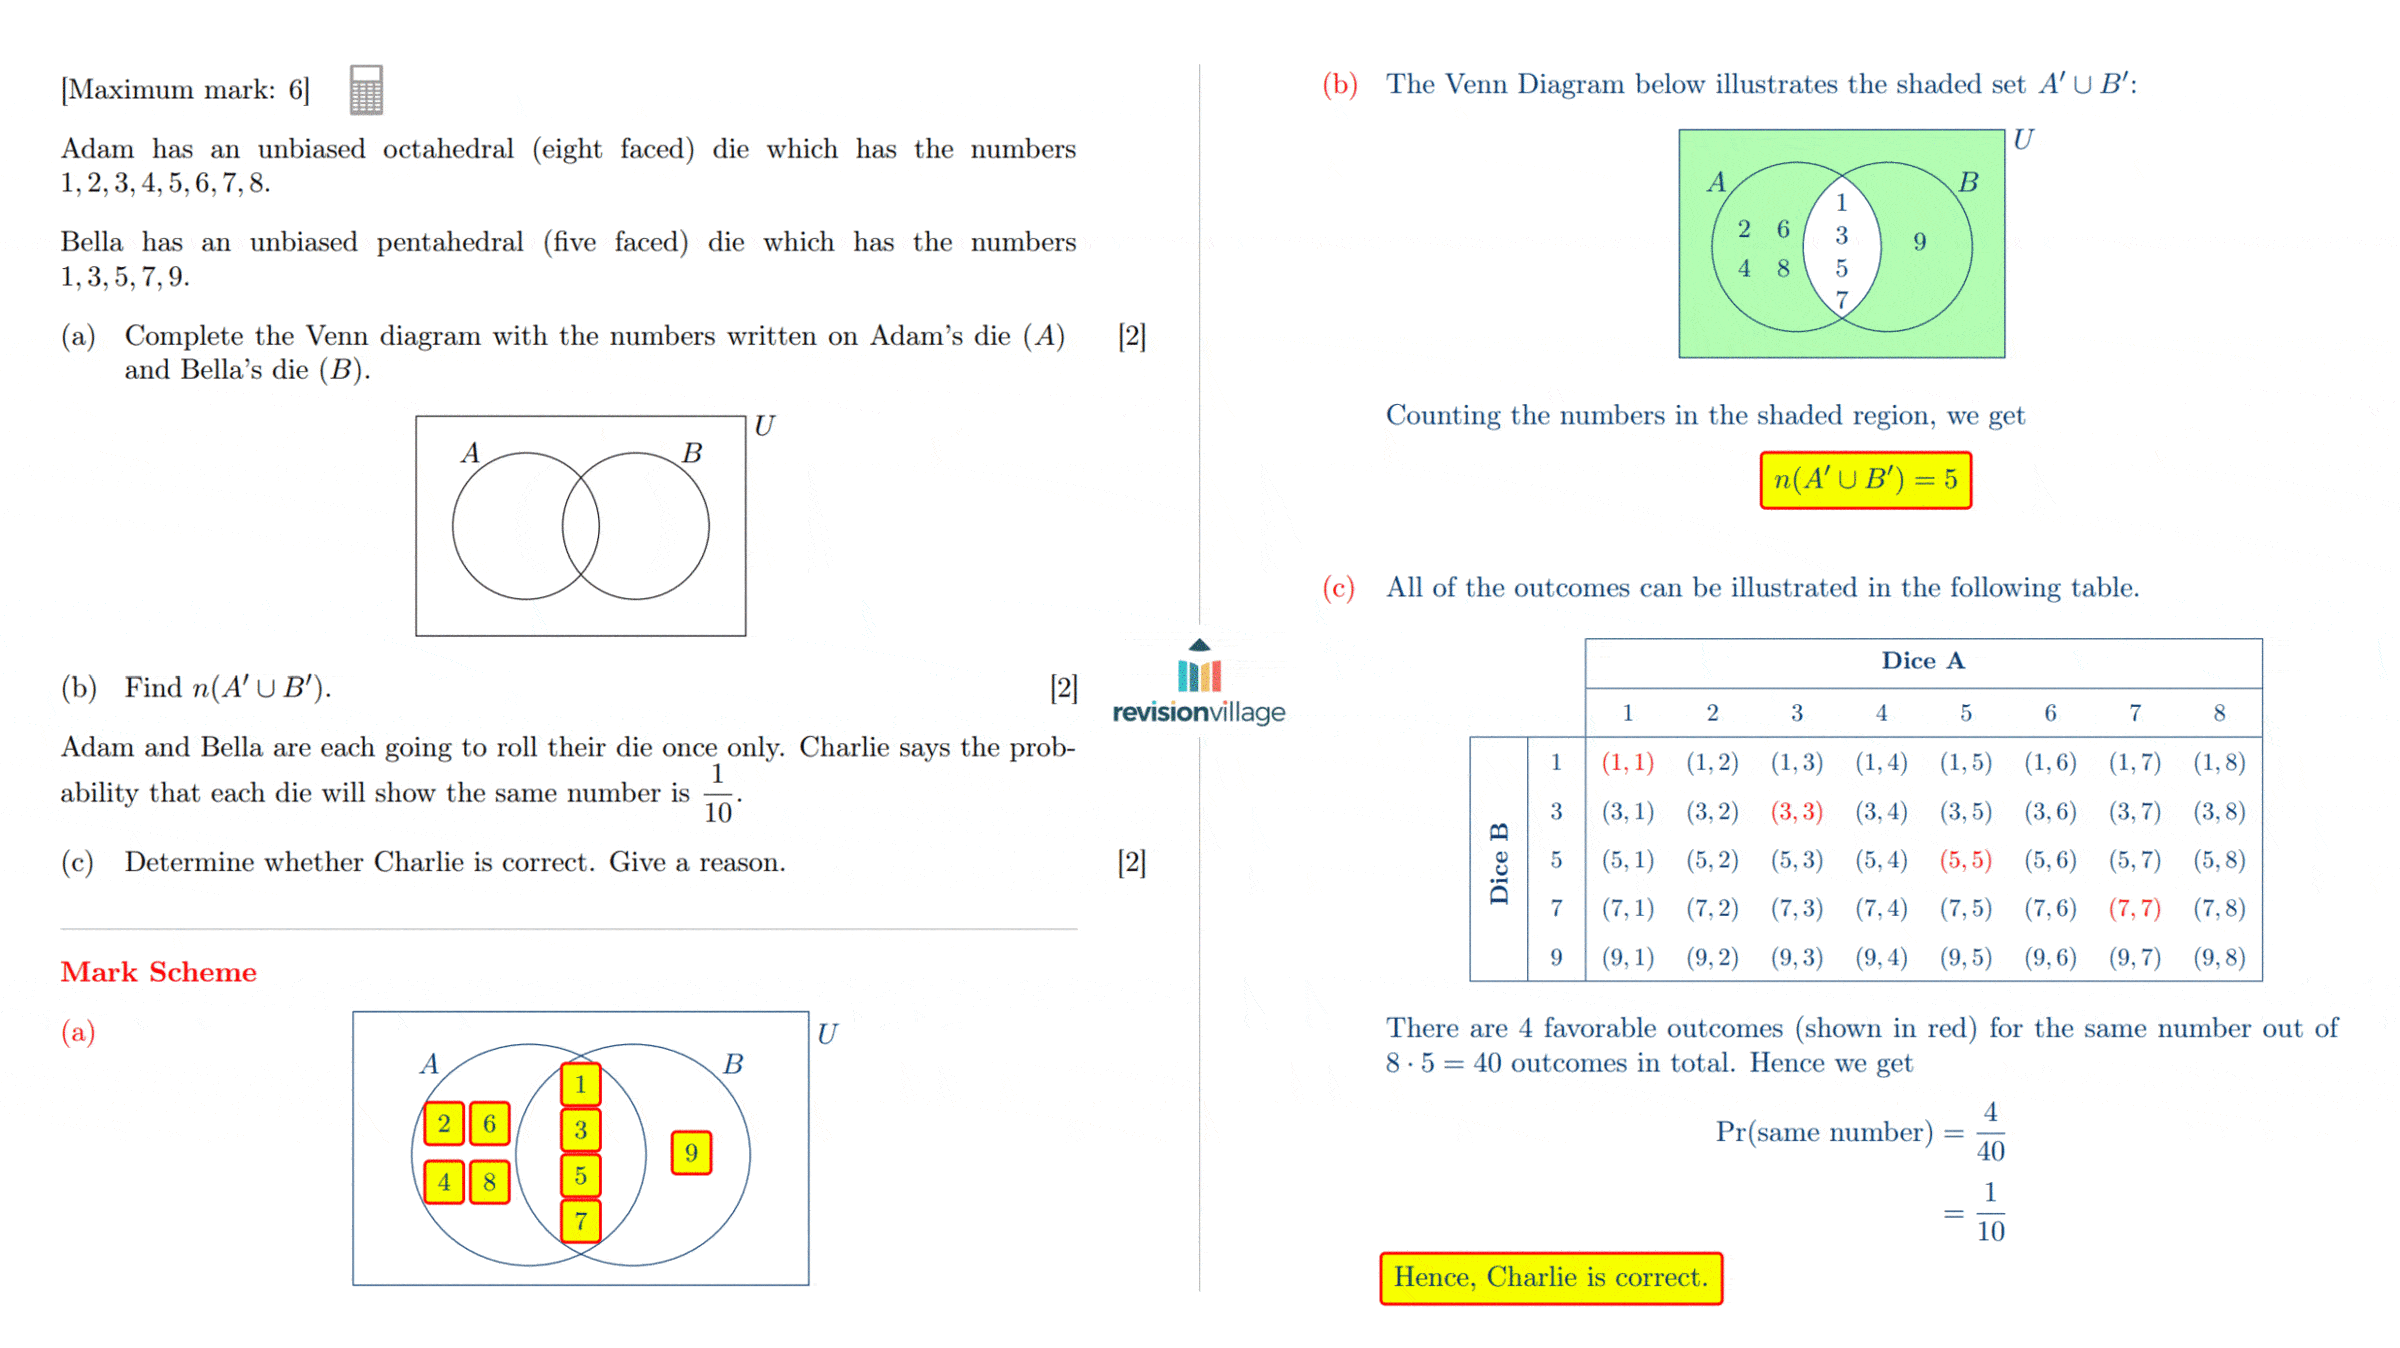 [Maximum mark: 6]
Adam has an unbiased octahedral (eight faced) die which has the numbers
1, 2, 3, 4, 5, 6, 7, 8.
Bella has an unbiased pentahedral (five faced) die which has the numbers
1, 3, 5, 7, 9.
(a) Complete the Venn diagram with the numbers written on Adam's die (A) [2]
and Bella's die (B).
U
A B
(b) Find n(A′ ∪ B′). [2]
Adam and Bella are each going to roll their die once only. Charlie says the prob-
ability that each die will show the same number is 1/10.
(c) Determine whether Charlie is correct. Give a reason. [2]
Mark Scheme
(a)
U
A B
1
2 6
3
9
4 8
5
7
revisionvillage
(b) The Venn Diagram below illustrates the shaded set A′ ∪ B′:
U
A B
1
2 6
3
9
4 8 5
7
Counting the numbers in the shaded region, we get
n(A′ ∪ B′) = 5
(c) All of the outcomes can be illustrated in the following table.
Dice A
1 2 3 4 5 6 7 8
Dice B
1 (1, 1) (1, 2) (1, 3) (1, 4) (1, 5) (1, 6) (1, 7) (1, 8)
3 (3, 1) (3, 2) (3, 3) (3, 4) (3, 5) (3, 6) (3, 7) (3, 8)
5 (5, 1) (5, 2) (5, 3) (5, 4) (5, 5) (5, 6) (5, 7) (5, 8)
7 (7, 1) (7, 2) (7, 3) (7, 4) (7, 5) (7, 6) (7, 7) (7, 8)
9 (9, 1) (9, 2) (9, 3) (9, 4) (9, 5) (9, 6) (9, 7) (9, 8)
There are 4 favorable outcomes (shown in red) for the same number out of
8 · 5 = 40 outcomes in total. Hence we get
Pr(same number) = 4/40
= 1/10
Hence, Charlie is correct.